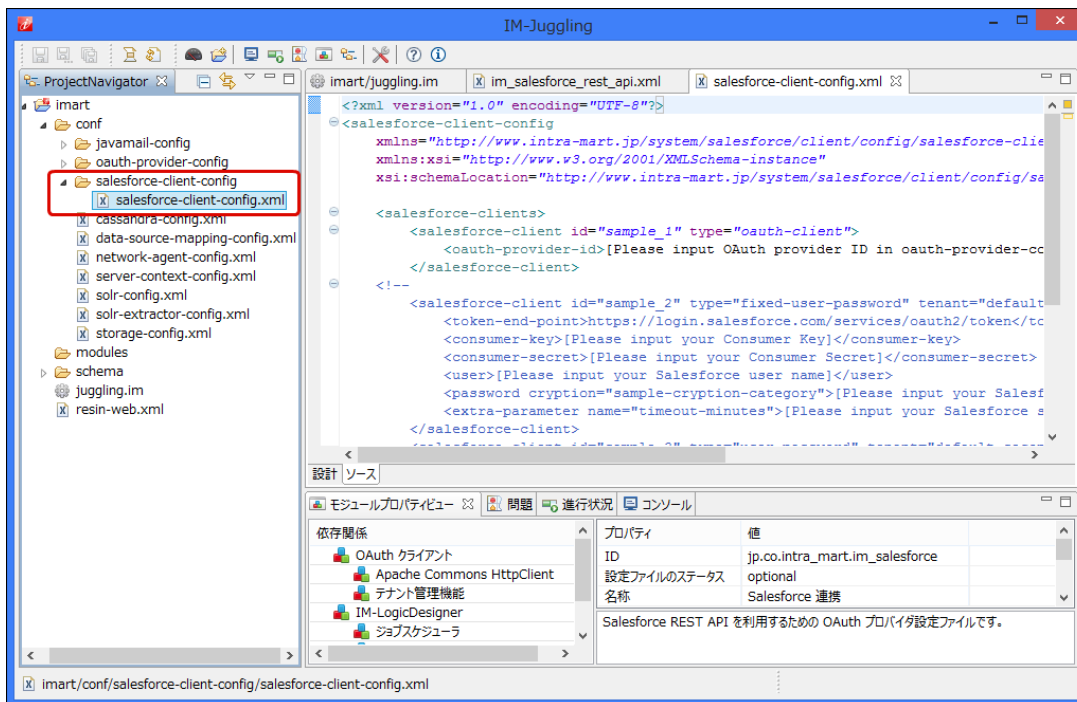 IM-Juggling
ProjectNavigator
imart
conf
javamail-config
oauth-provider-config
salesforce-client-config
salesforce-client-config.xml
cassandra-config.xml
data-source-mapping-config.xml
network-agent-config.xml
server-context-config.xml
solr-config.xml
solr-extractor-config.xml
storage-config.xml
modules
schema
juggling.im
resin-web.xml
imart/juggling.im
im_salesforce_rest_api.xml
salesforce-client-config.xml
<?xml version="1.0" encoding="UTF-8"?>
<salesforce-client-config
xmlns="http://www.intra-mart.jp/system/salesforce/client/config/salesforce-clie
xmlns:xsi="http://www.w3.org/2001/XMLSchema-instance"
xsi:schemaLocation="http://www.intra-mart.jp/system/salesforce/client/config/sa
<salesforce-clients>
<salesforce-client id="sample_1" type="oauth-client">
<oauth-provider-id>[Please input OAuth provider ID in oauth-provider-co
</salesforce-client>
<!--
<salesforce-client id="sample_2" type="fixed-user-password" tenant="default
<token-end-point>https://login.salesforce.com/services/oauth2/token</to
<consumer-key>[Please input your Consumer Key]</consumer-key>
<consumer-secret>[Please input your Consumer Secret]</consumer-secret>
<user>[Please input your Salesforce user name]</user>
<password cryption="sample-cryption-category">[Please input your Salesf
<extra-parameter name="timeout-minutes">[Please input your Salesforce s
</salesforce-client>
設計 ソース
モジュールプロパティビュー 問題 進行状況 コンソール
依存関係
OAuth クライアント
Apache Commons HttpClient
テナント管理機能
IM-LogicDesigner
ジョブスケジューラ
プロパティ 値
ID jp.co.intra_mart.im_salesforce
設定ファイルのステータス optional
名称 Salesforce 連携
Salesforce REST API を利用するための OAuth プロバイダ設定ファイルです。
imart/conf/salesforce-client-config/salesforce-client-config.xml